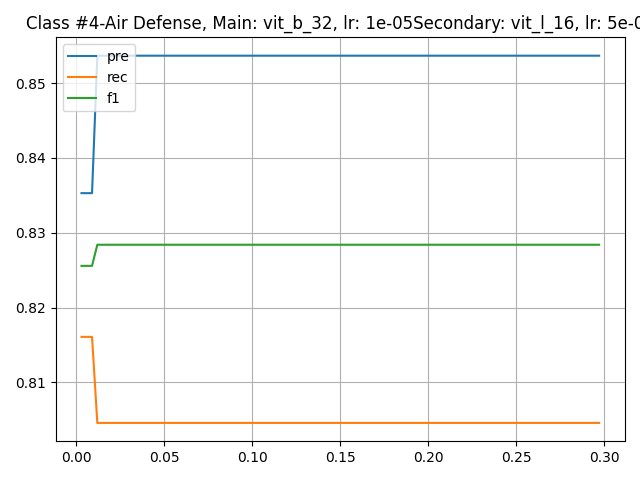 Class #4-Air Defense, Main: vit_b_32, lr: 1e-05Secondary: vit_l_16, lr: 5e-0
pre
rec
f1
0.85
0.84
0.83
0.82
0.81
0.00 0.05 0.10 0.15 0.20 0.25 0.30